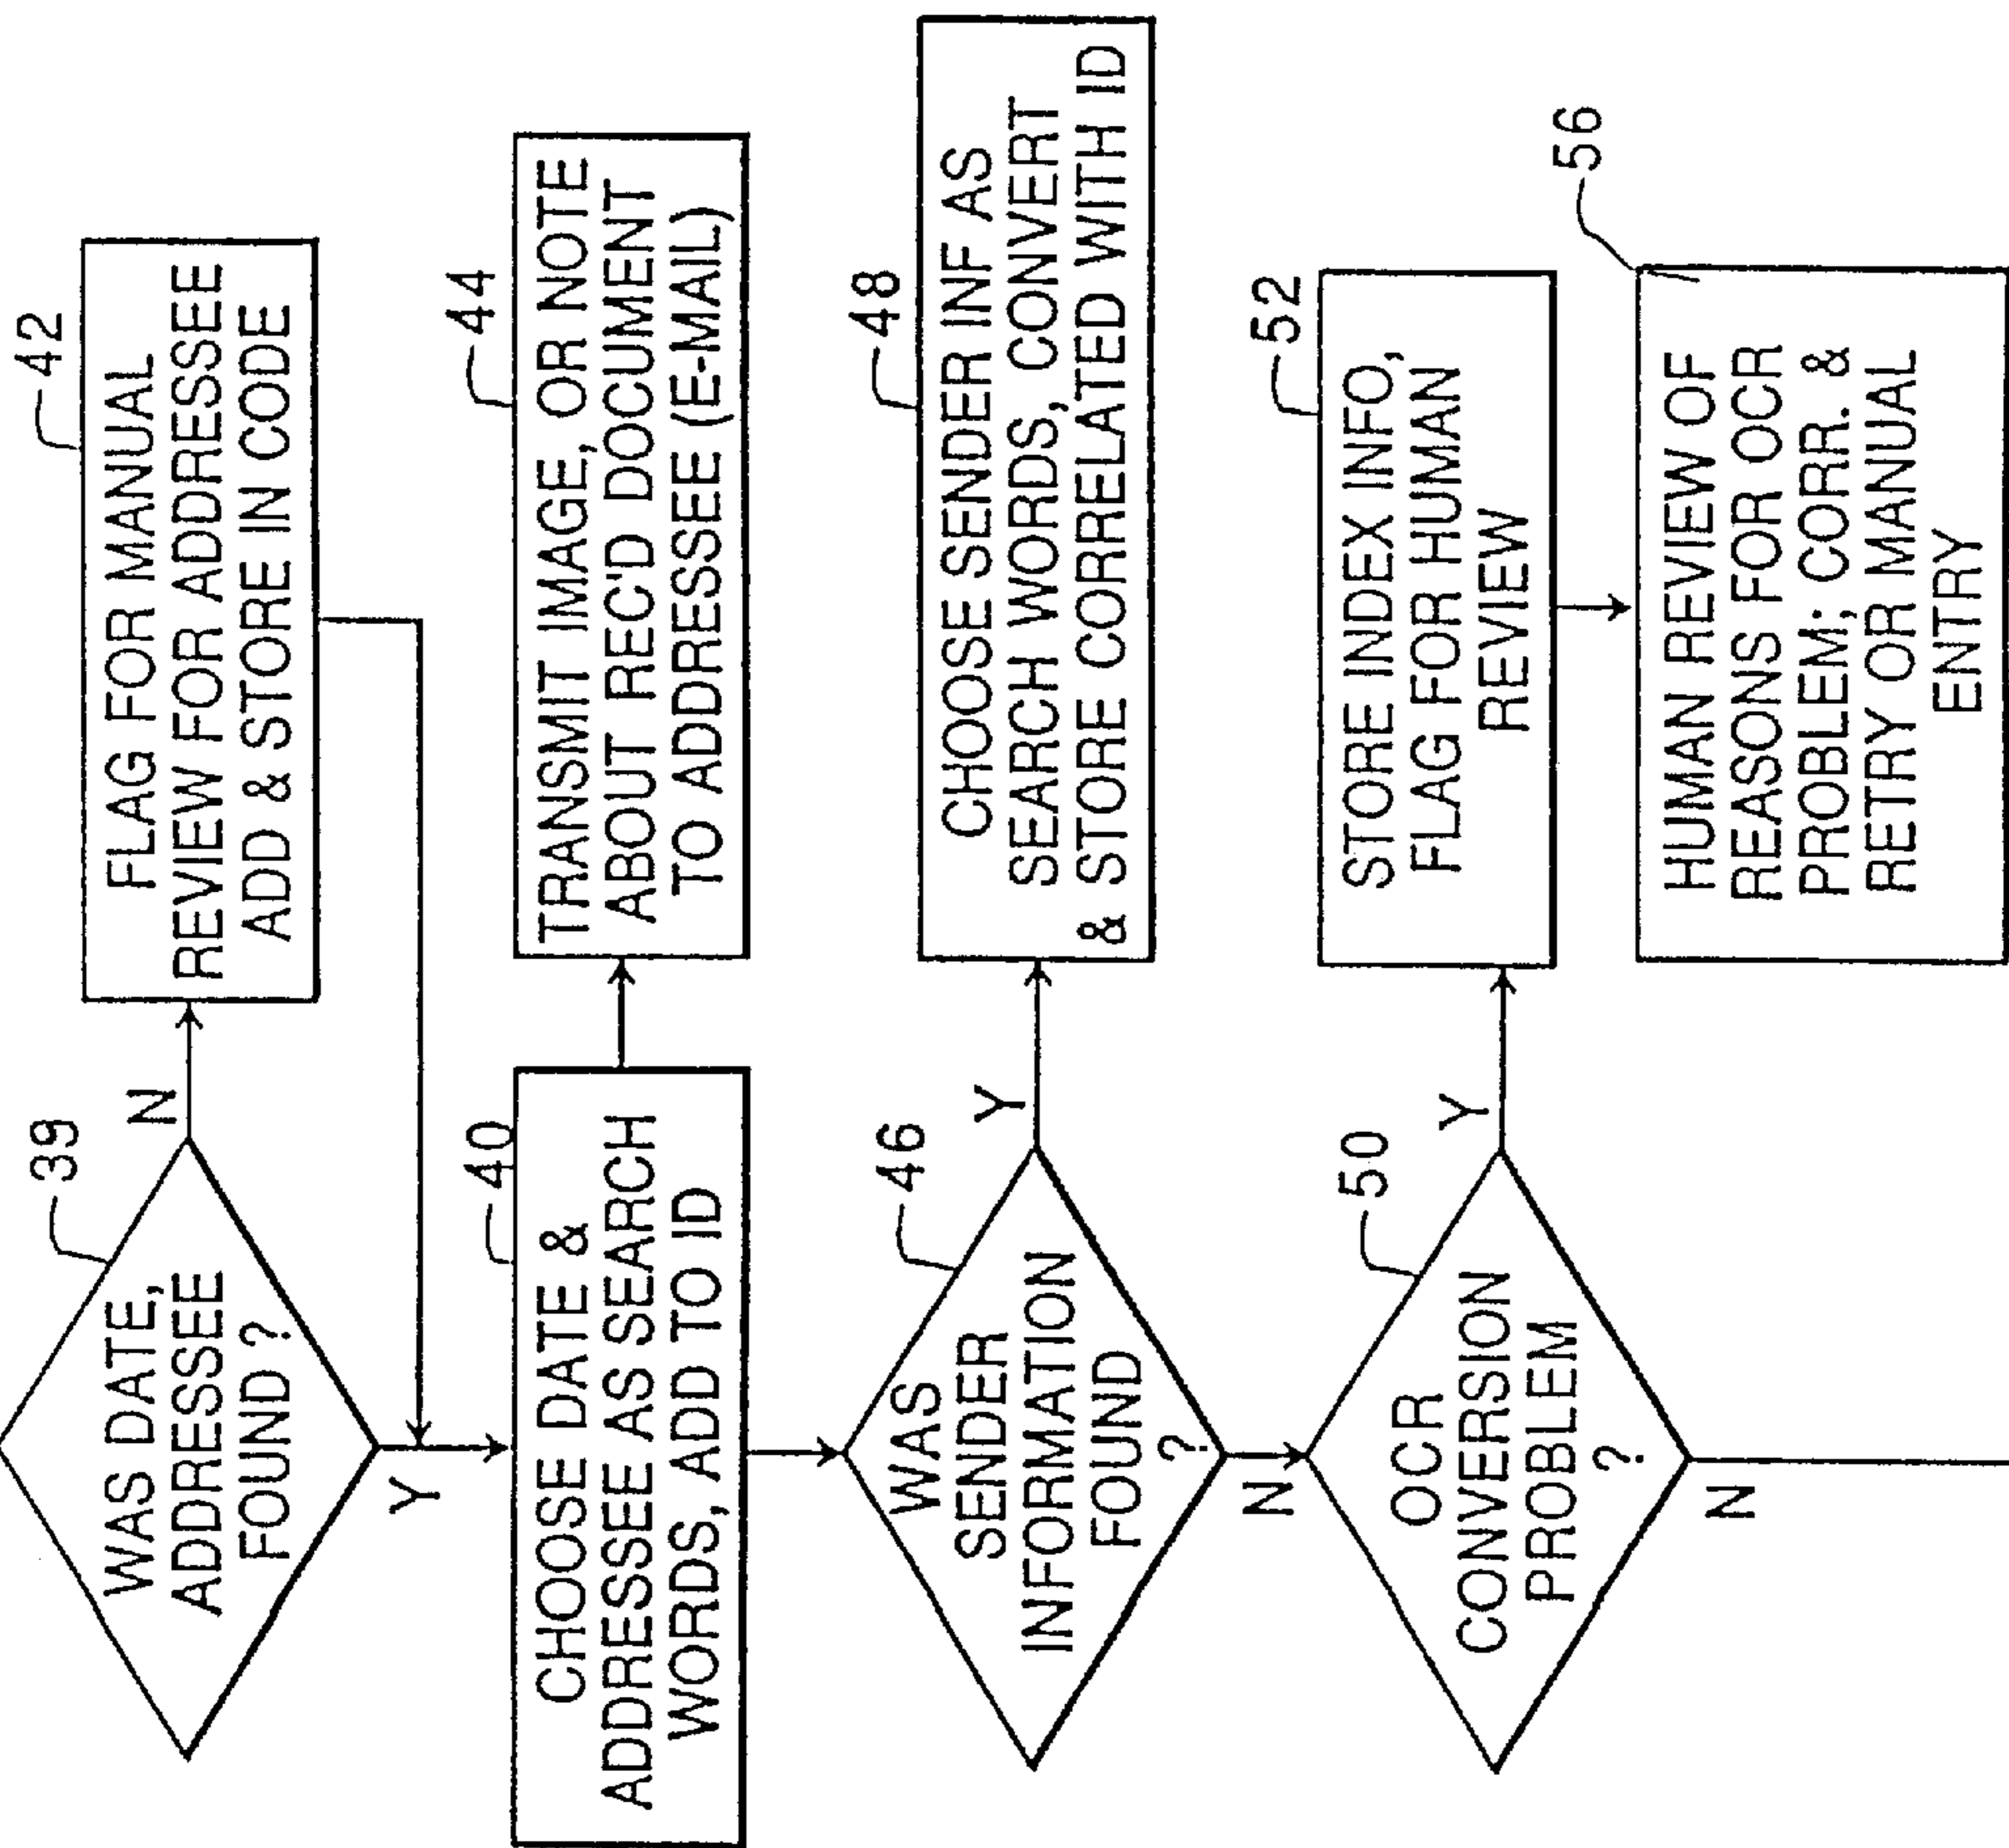 39
WAS DATE,
ADDRESSEE
FOUND ?
N
Y
42
FLAG FOR MANUAL
REVIEW FOR ADDRESSEE
ADD & STORE IN CODE
40
CHOOSE DATE &
ADDRESSEE AS SEARCH
WORDS, ADD TO ID
44
TRANSMIT IMAGE, OR NOTE
ABOUT REC'D DOCUMENT
TO ADDRESSEE (E-MAIL)
46
WAS
SENDER
INFORMATION
FOUND
?
Y
N
48
CHOOSE SENDER INF AS
SEARCH WORDS, CONVERT
& STORE CORRELATED WITH ID
50
OCR
CONVERSION
PROBLEM
?
Y
N
52
STORE INDEX INFO,
FLAG FOR HUMAN
REVIEW
56
HUMAN REVIEW OF
REASONS FOR OCR
PROBLEM; CORR. &
RETRY OR MANUAL
ENTRY